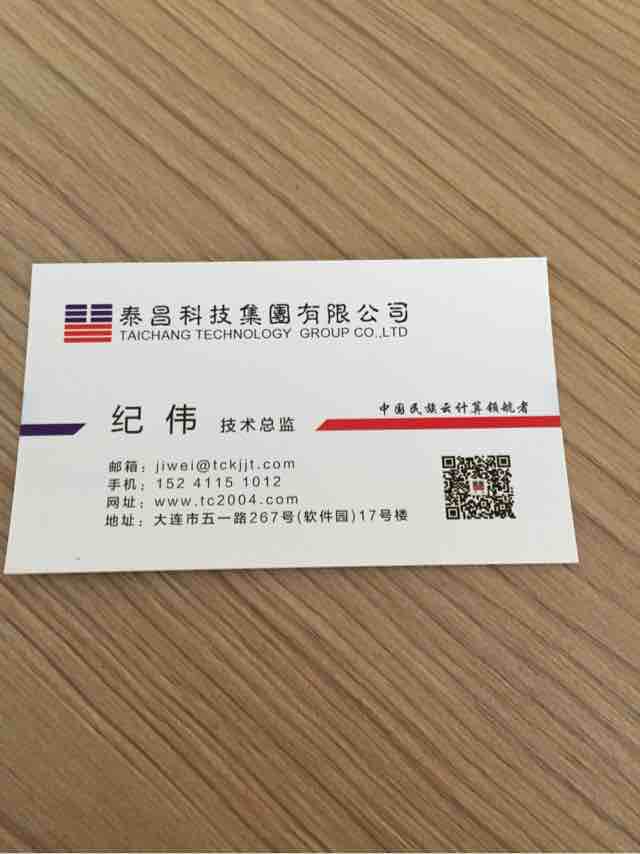 泰昌科技集團有限公司
TAICHANG TECHNOLOGY GROUP CO.,LTD
中国民族云计算领航者
纪伟 技术总监
邮箱：jiwei@tckjjt.com
手机：152 4115 1012
网址：www.tc2004.com
地址：大连市五一路267号(软件园)17号楼